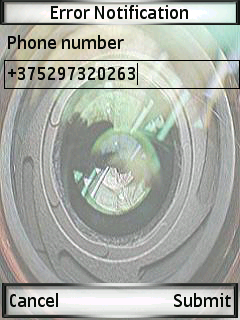 Error Notification
Phone number
+375297320263
Cancel Submit